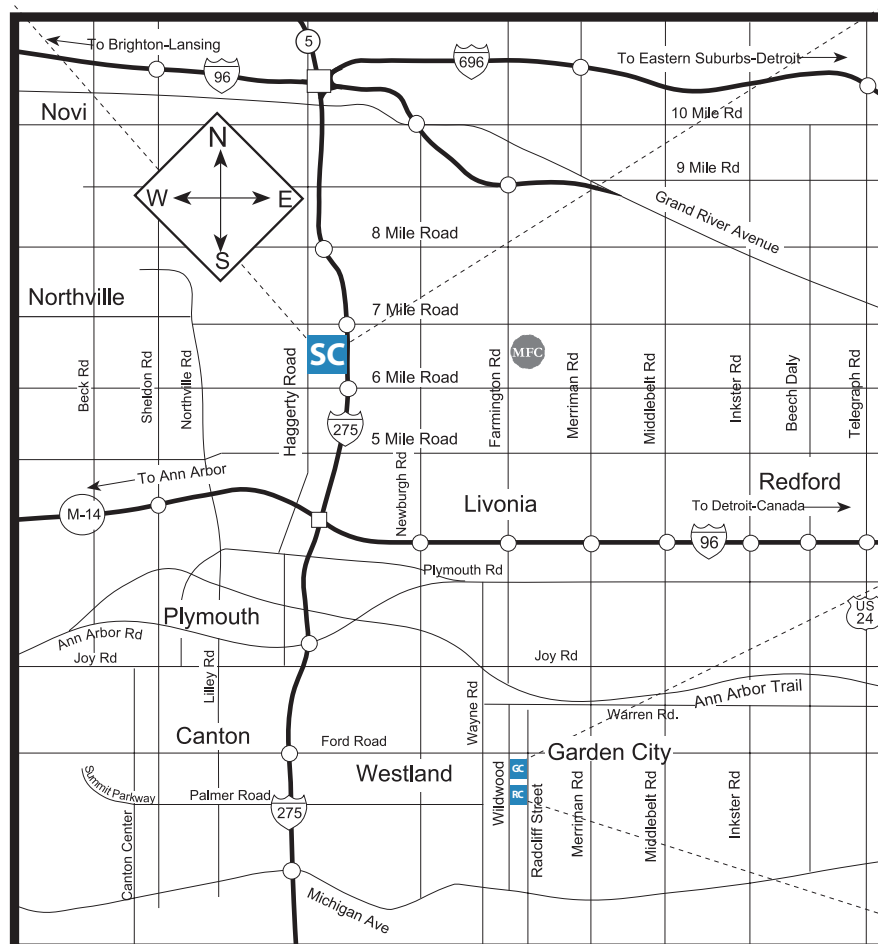 To Brighton-Lansing
5
96
696
To Eastern Suburbs-Detroit
Novi
10 Mile Rd
9 Mile Rd
N
W
E
S
Grand River Avenue
8 Mile Road
Northville
7 Mile Road
SC
MFC
6 Mile Road
Beck Rd
Sheldon Rd
Northville Rd
Haggerty Road
Farmington Rd
Merriman Rd
Middlebelt Rd
Inkster Rd
Beech Daly
Telegraph Rd
275
5 Mile Road
To Ann Arbor
Newburgh Rd
Redford
M-14
Livonia
To Detroit-Canada
96
Plymouth Rd
Plymouth
US
24
Ann Arbor Rd
Joy Rd
Joy Rd
Lilley Rd
Ann Arbor Trail
Wayne Rd
Warren Rd.
Canton
Ford Road
Garden City
Westland
GC
Summit Parkway
Palmer Road
RC
275
Wildwood
Radcliff Street
Merriman Rd
Middlebelt Rd
Inkster Rd
Canton Center
Michigan Ave